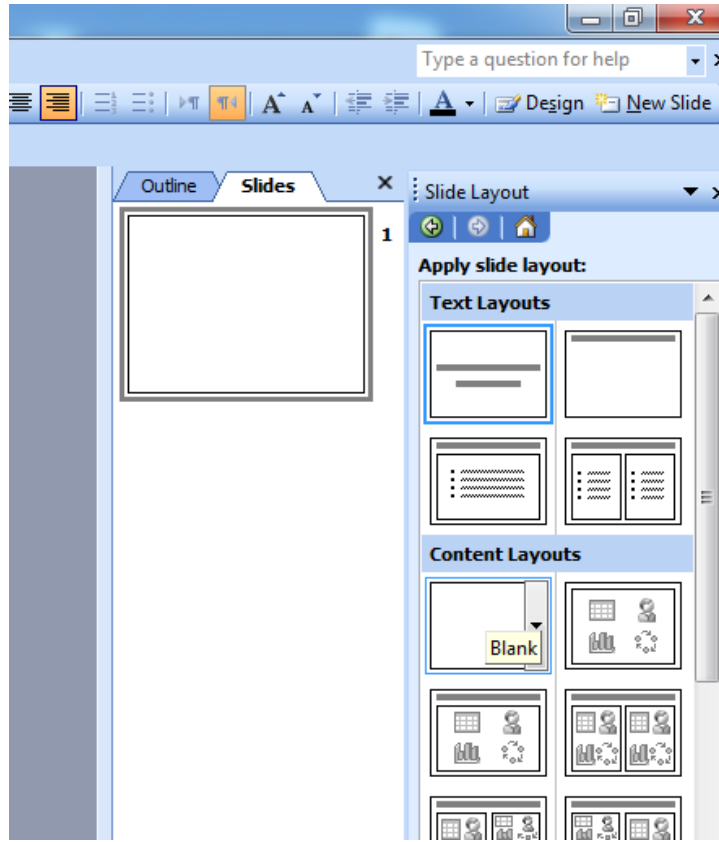 Type a question for help
A A A Design New Slide
Outline Slides
Slide Layout
1
Apply slide layout:
Text Layouts
Content Layouts
Blank